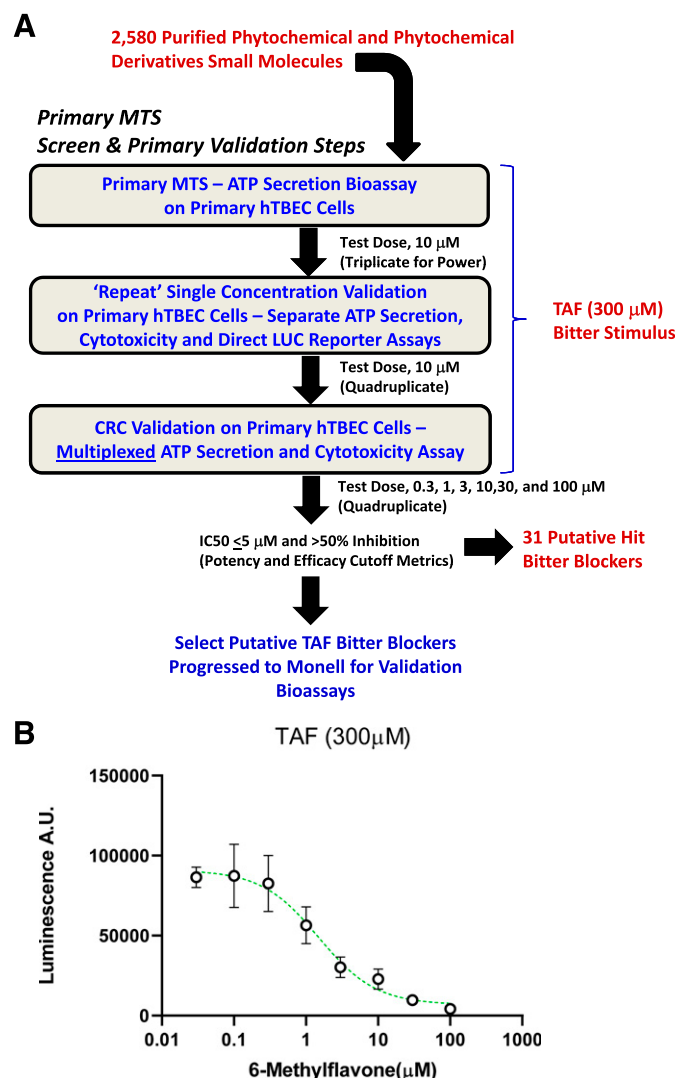 A
2,580 Purified Phytochemical and Phytochemical
Derivatives Small Molecules
Primary MTS
Screen & Primary Validation Steps
Primary MTS – ATP Secretion Bioassay
on Primary hTBEC Cells
Test Dose, 10 μM
(Triplicate for Power)
‘Repeat’ Single Concentration Validation
on Primary hTBEC Cells – Separate ATP Secretion,
Cytotoxicity and Direct LUC Reporter Assays
TAF (300 μM)
Bitter Stimulus
Test Dose, 10 μM
(Quadruplicate)
CRC Validation on Primary hTBEC Cells –
Multiplexed ATP Secretion and Cytotoxicity Assay
Test Dose, 0.3, 1, 3, 10,30, and 100 μM
(Quadruplicate)
IC50 ≤5 μM and >50% Inhibition
(Potency and Efficacy Cutoff Metrics)
31 Putative Hit
Bitter Blockers
Select Putative TAF Bitter Blockers
Progressed to Monell for Validation
Bioassays
B
TAF (300μM)
Luminescence A.U.
150000
100000
50000
0
0.01 0.1 1 10 100 1000
6-Methylflavone(μM)